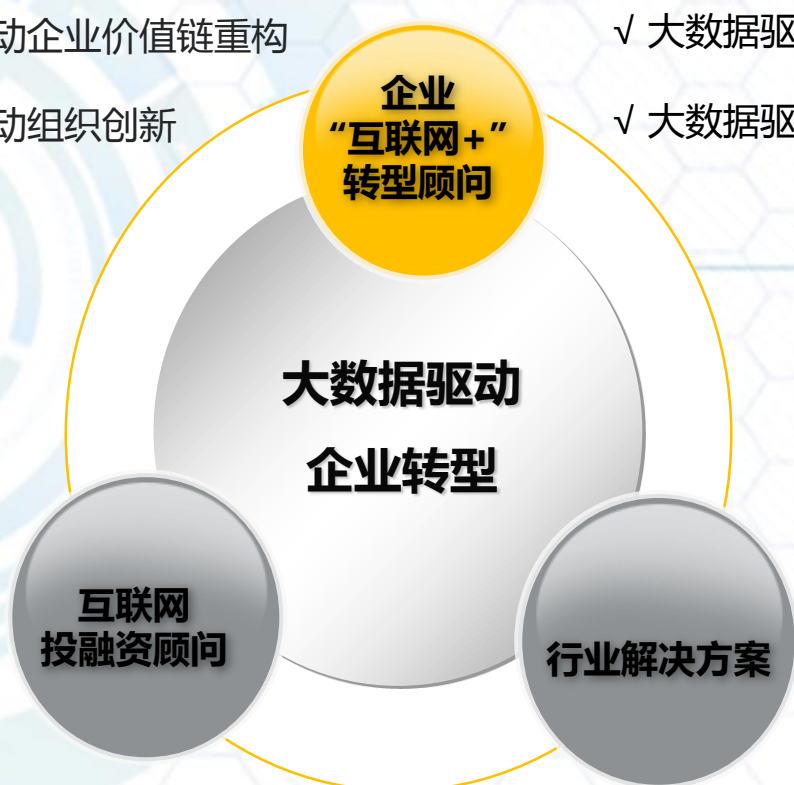 动企业价值链重构
√ 大数据驱
动组织创新
√ 大数据驱
企业
“互联网+”
转型顾问
大数据驱动
企业转型
互联网
投融资顾问
行业解决方案